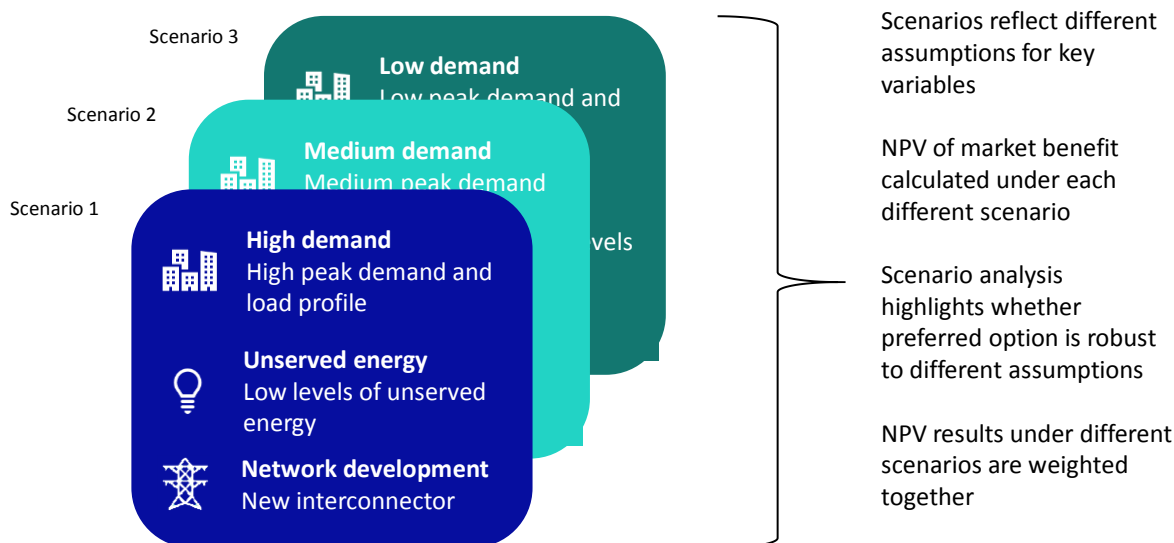 Scenario 3
Low demand
Low peak demand and
Scenario 2
Medium demand
Medium peak demand
evels
Scenario 1
High demand
High peak demand and
load profile
Unserved energy
Low levels of unserved
energy
Network development
New interconnector
Scenarios reflect different
assumptions for key
variables
NPV of market benefit
calculated under each
different scenario
Scenario analysis
highlights whether
preferred option is robust
to different assumptions
NPV results under different
scenarios are weighted
together